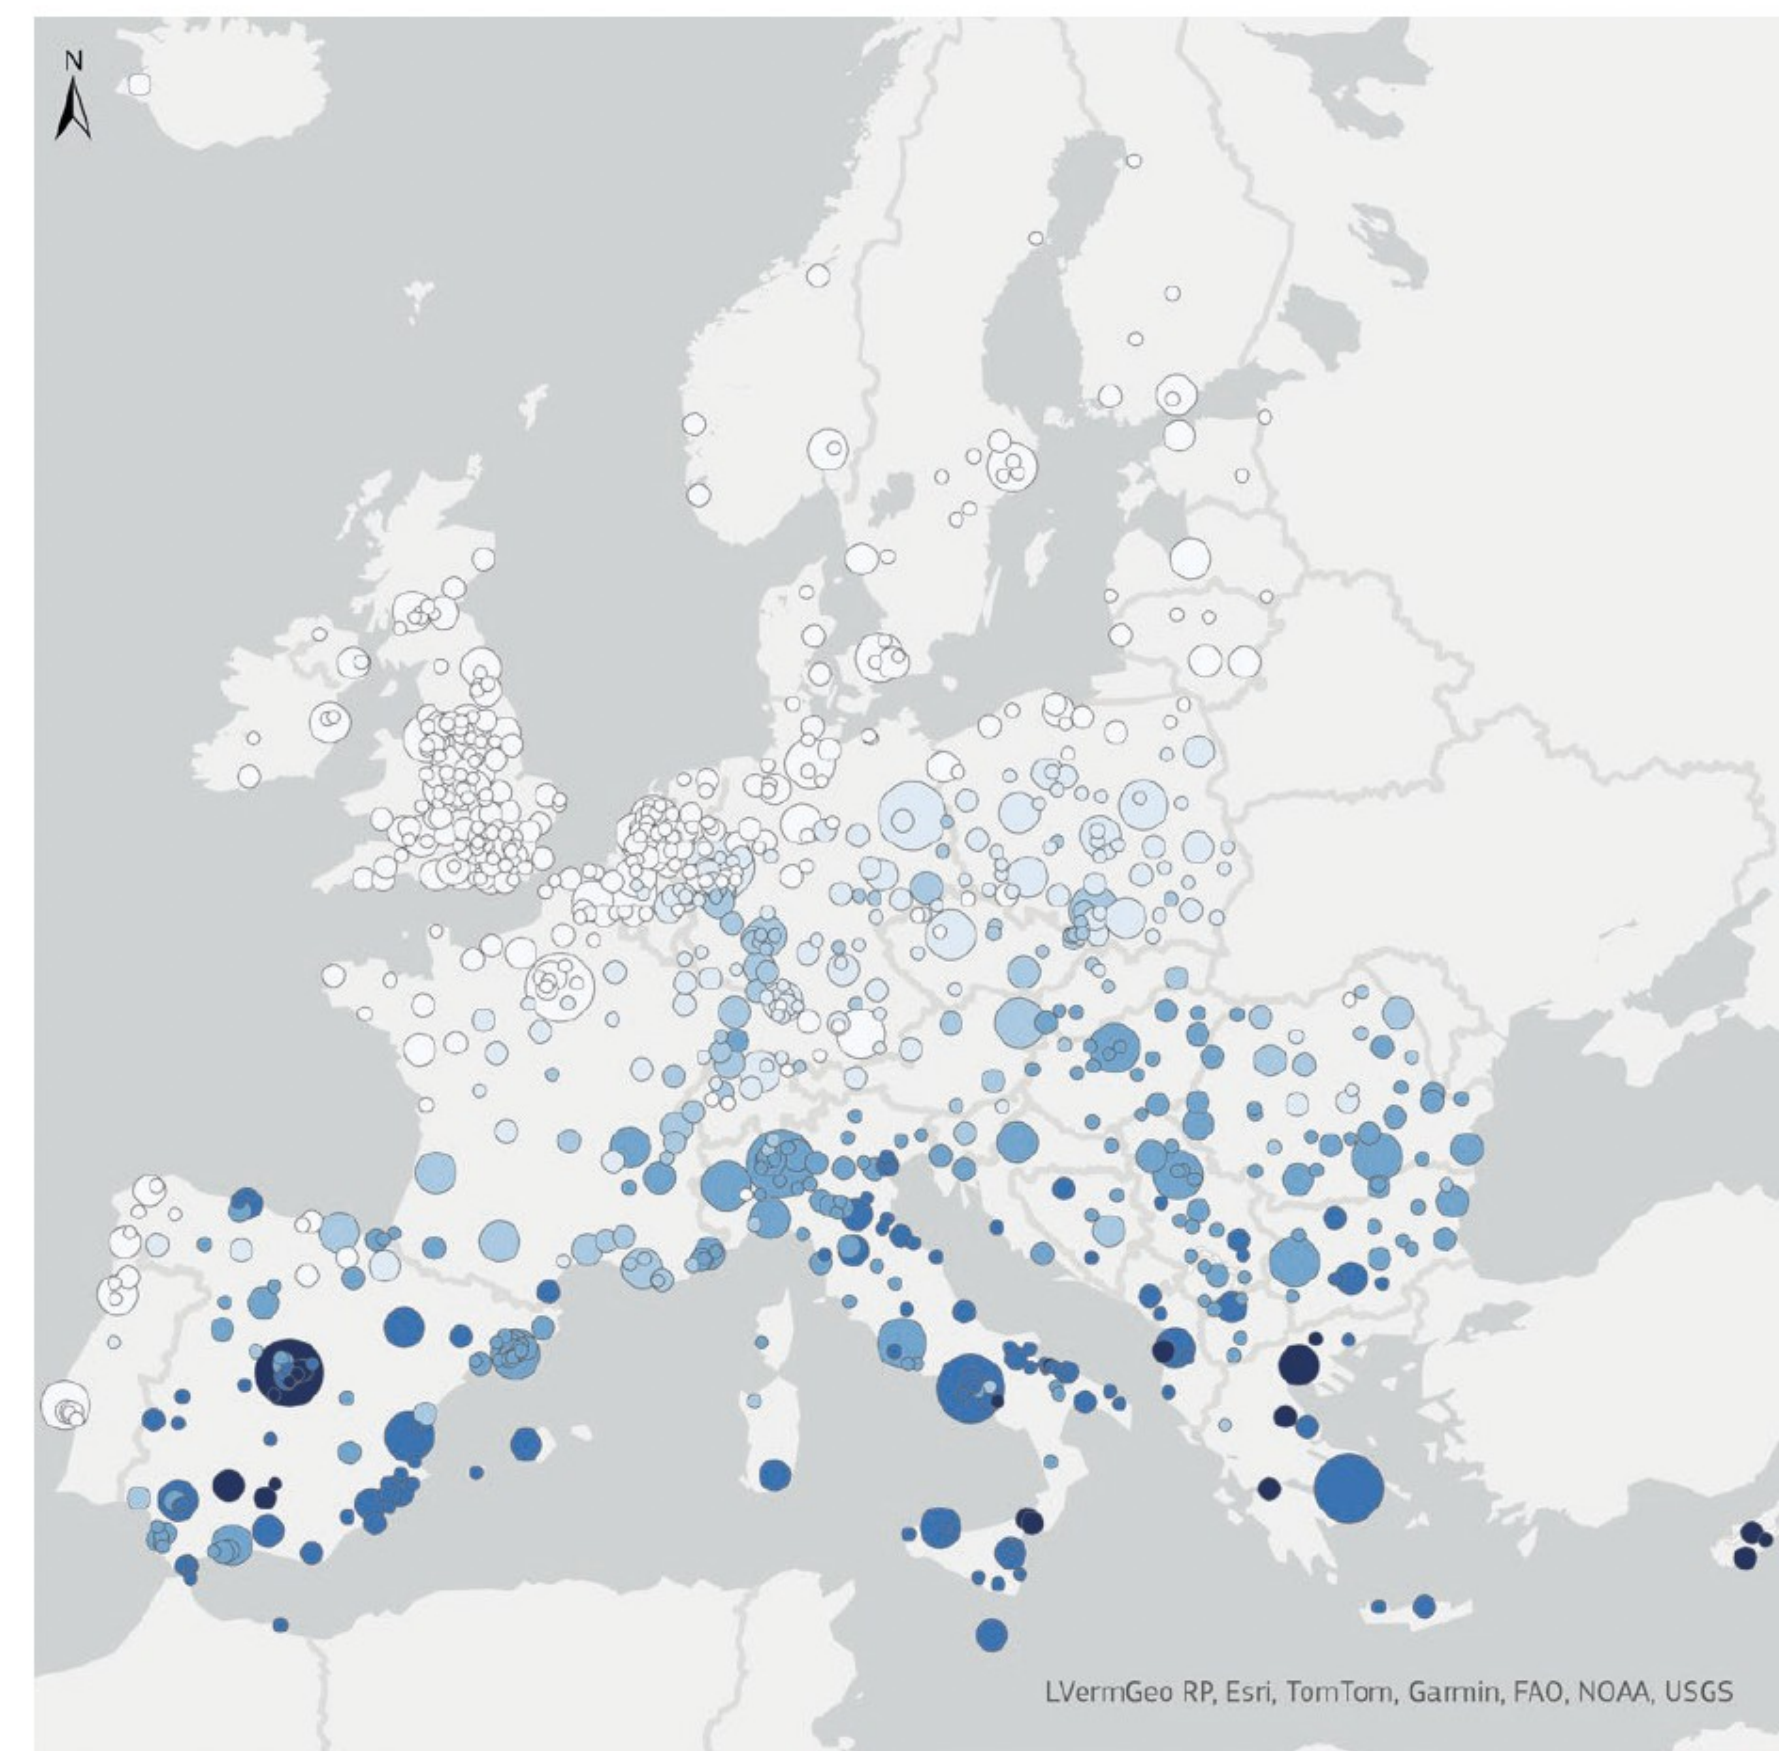 N
LVermGeo RP, Esri, TomTom, Garmin, FAO, NOAA, USGS